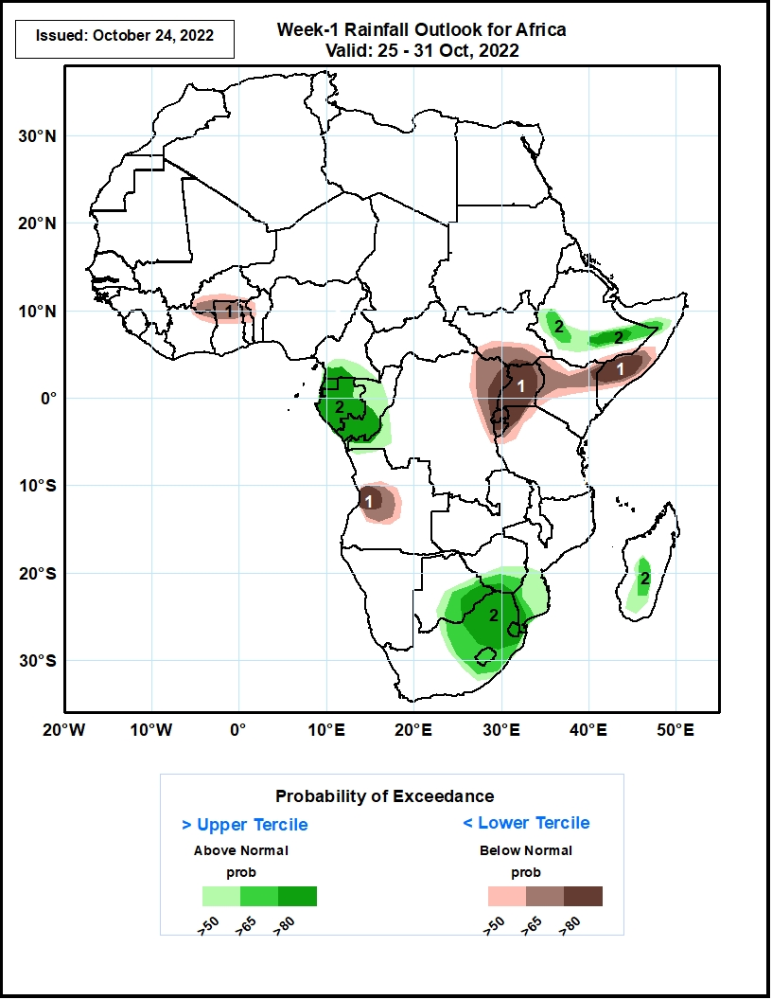 Issued: October 24, 2022
Week-1 Rainfall Outlook for Africa
Valid: 25 - 31 Oct, 2022
30°N
20°N
10°N
1
2
2
1
1
0°
2
10°S
1
20°S
2
2
30°S
20°W 10°W 0° 10°E 20°E 30°E 40°E 50°E
Probability of Exceedance
> Upper Tercile < Lower Tercile
Above Normal Below Normal
prob prob
>50 >65 >80 >50 >65 >80